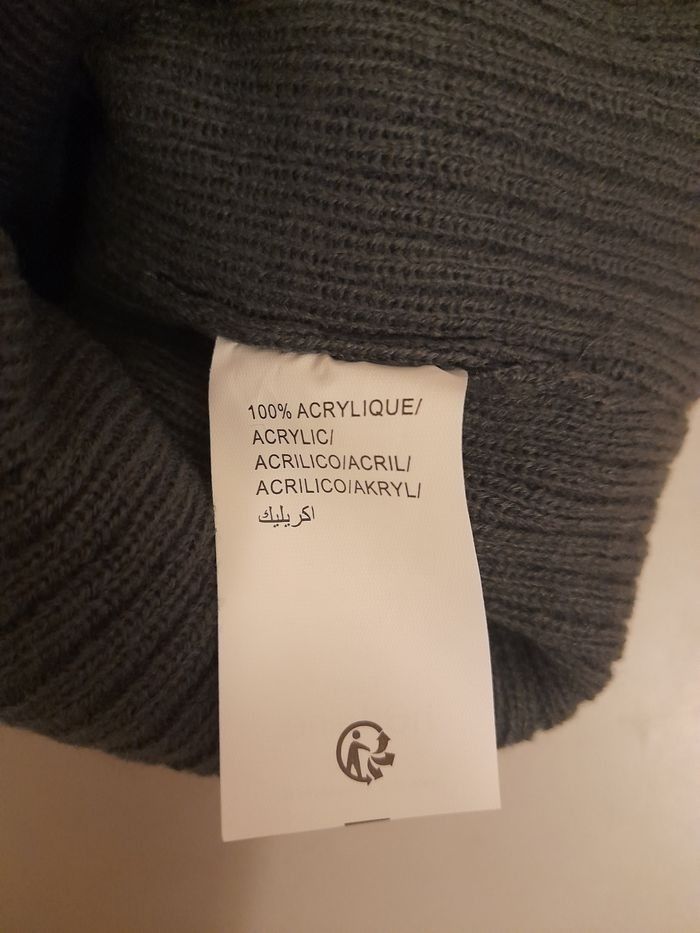 100% ACRYLIQUE/
ACRYLIC/
ACRILICO/ACRIL/
ACRILICO/AKRYL/
اكريليك